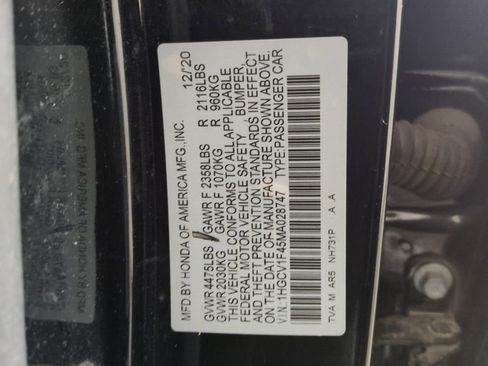 MFD BY HONDA OF AMERICA MFG.,INC. 12/20
GVWR 4475LBS GAWR F 2358LBS R 2116LBS
GVWR 2030KG GAWR F 1070KG R 960KG
THIS VEHICLE CONFORMS TO ALL APPLICABLE
FEDERAL MOTOR VEHICLE SAFETY, BUMPER,
AND THEFT PREVENTION STANDARDS IN EFFECT
ON THE DATE OF MANUFACTURE SHOWN ABOVE.
V.I.N.:1HGCV1F45MA028747 TYPE:PASSENGER CAR
TVA M AR5 NH731P A A